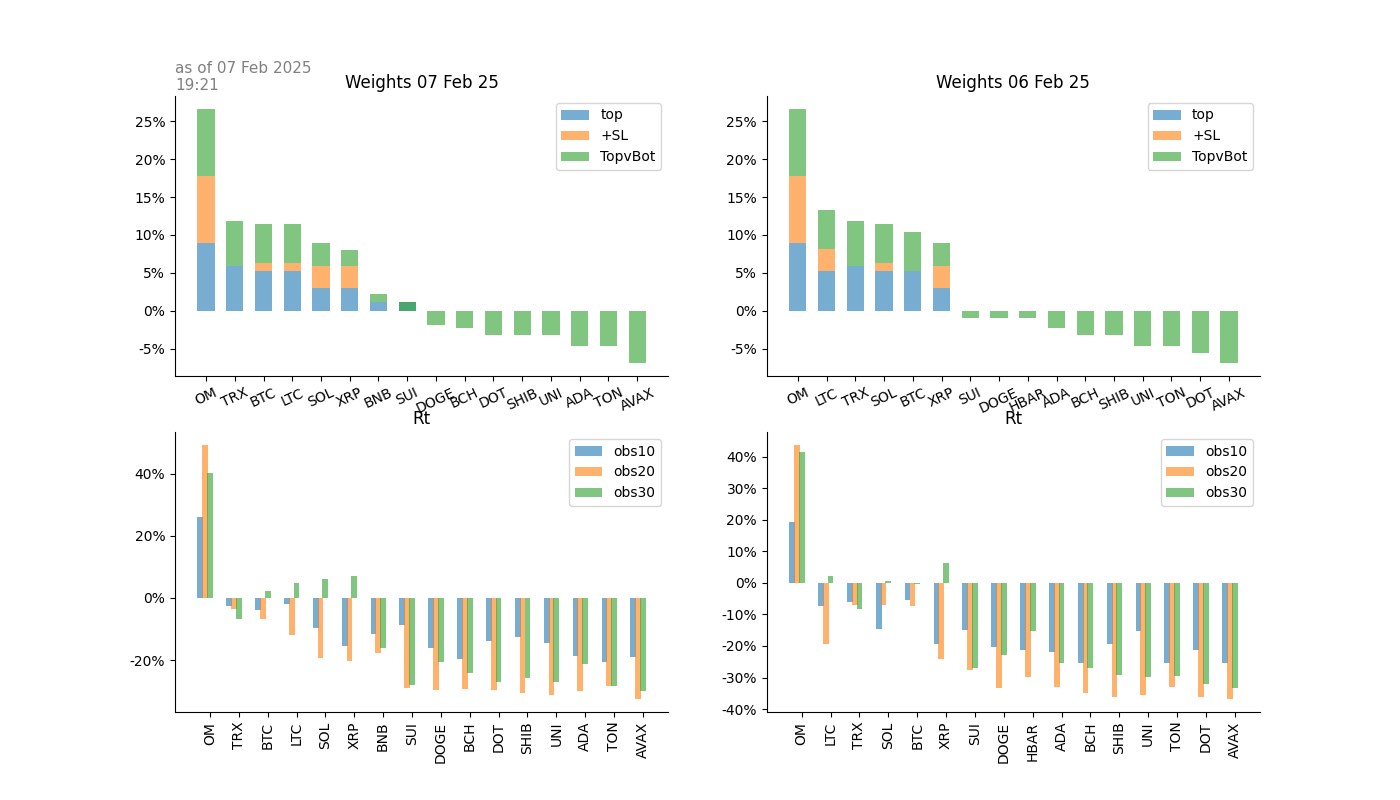 as of 07 Feb 2025
19:21
Weights 07 Feb 25
25%
20%
15%
10%
5%
0%
-5%
top
+SL
TopvBot
OM TRX BTC LTC SOL XRP BNB SUI DOGE BCH DOT SHIB UNI ADA TON AVAX
Weights 06 Feb 25
25%
20%
15%
10%
5%
0%
-5%
top
+SL
TopvBot
OM LTC TRX SOL BTC XRP SUI DOGE HBAR ADA BCH SHIB UNI TON DOT AVAX
Rt
40%
20%
0%
-20%
obs10
obs20
obs30
OM TRX BTC LTC SOL XRP BNB SUI DOGE BCH DOT SHIB UNI ADA TON AVAX
Rt
40%
30%
20%
10%
0%
-10%
-20%
-30%
-40%
obs10
obs20
obs30
OM LTC TRX SOL BTC XRP SUI DOGE HBAR ADA BCH SHIB UNI TON DOT AVAX